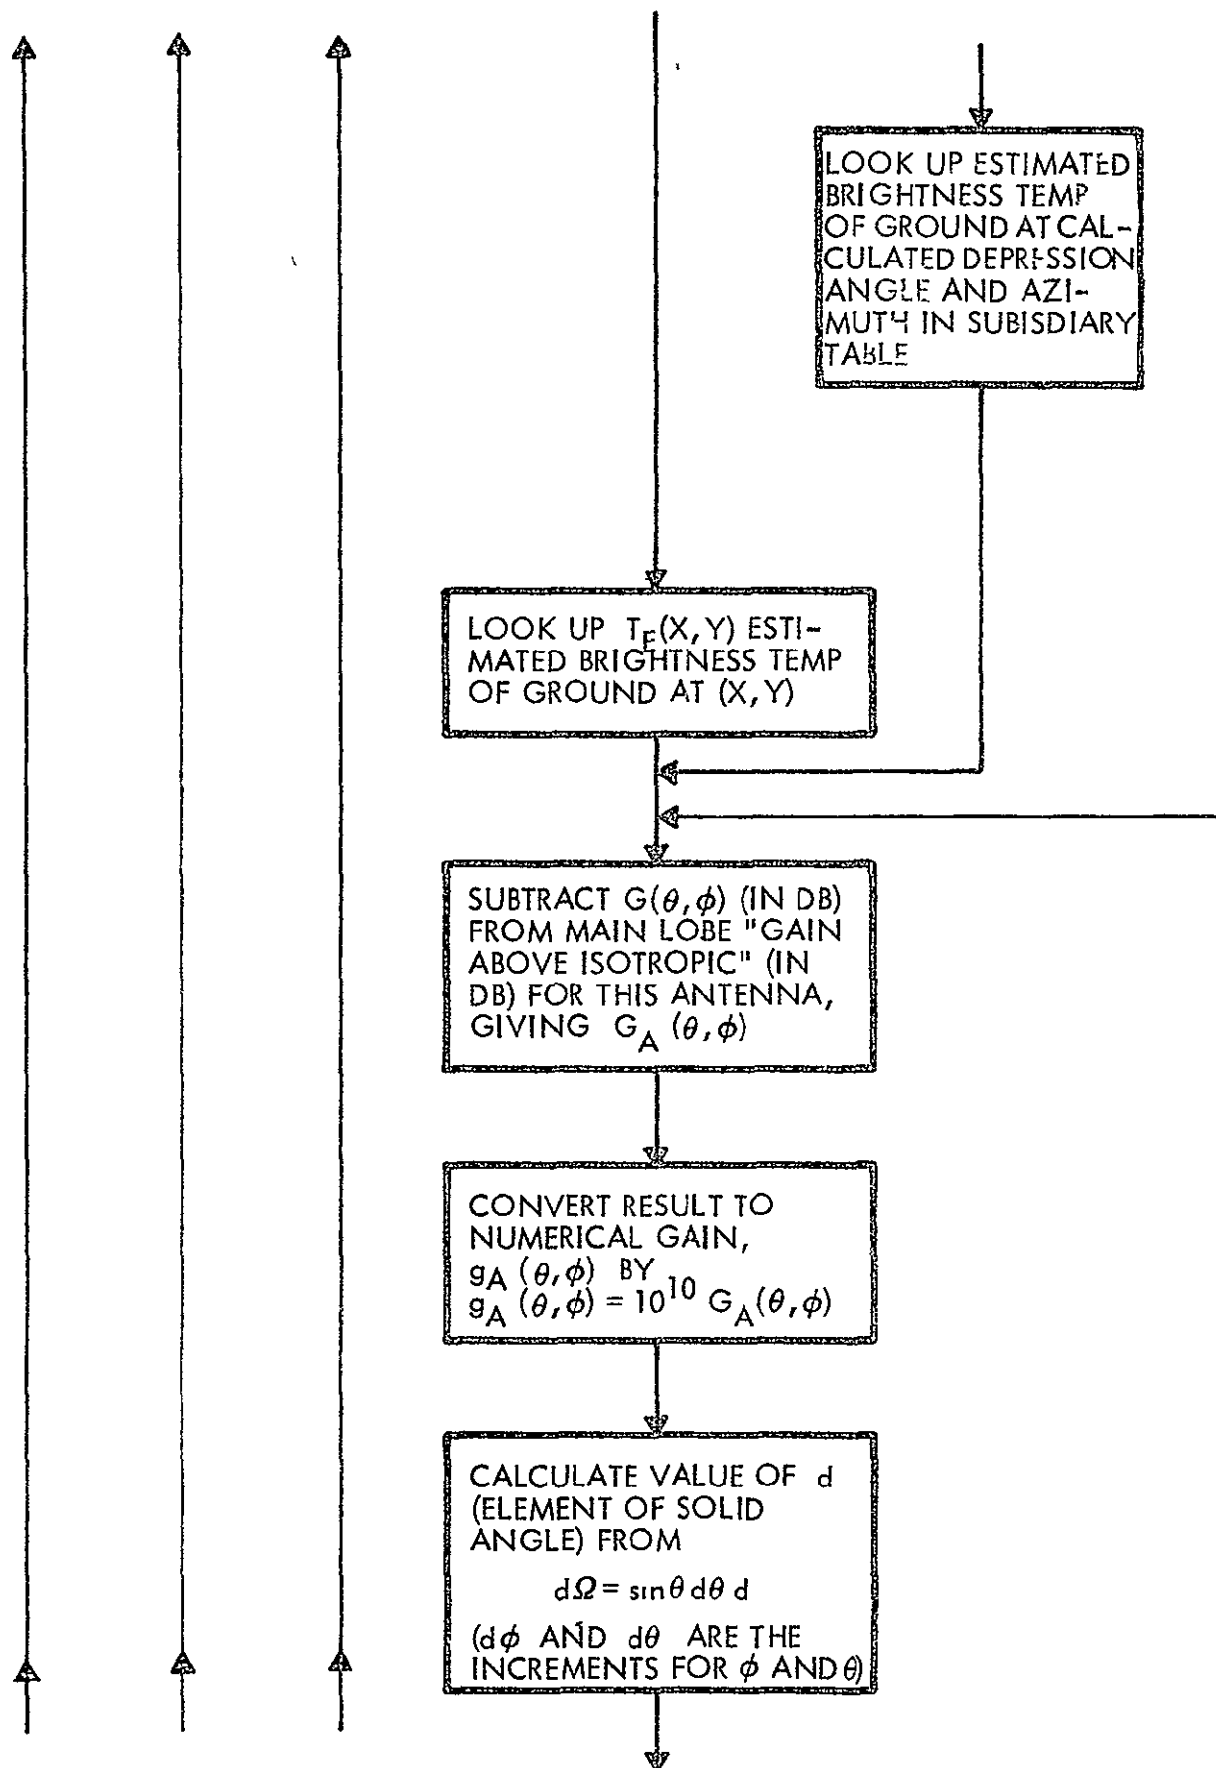 LOOK UP ESTIMATED
BRIGHTNESS TEMP
OF GROUND AT CAL-
CULATED DEPRESSION
ANGLE AND AZI-
MUTH IN SUBISDIARY
TABLE
LOOK UP T_E(X,Y) ESTI-
MATED BRIGHTNESS TEMP
OF GROUND AT (X,Y)
SUBTRACT G(θ,ϕ) (IN DB)
FROM MAIN LOBE "GAIN
ABOVE ISOTROPIC" (IN
DB) FOR THIS ANTENNA,
GIVING G_A (θ,ϕ)
CONVERT RESULT TO
NUMERICAL GAIN,
g_A (θ,ϕ) BY
g_A (θ,ϕ) = 10^10 G_A(θ,ϕ)
CALCULATE VALUE OF d
(ELEMENT OF SOLID
ANGLE) FROM
dΩ = sinθ dθ d
(dϕ AND dθ ARE THE
INCREMENTS FOR ϕ AND θ)